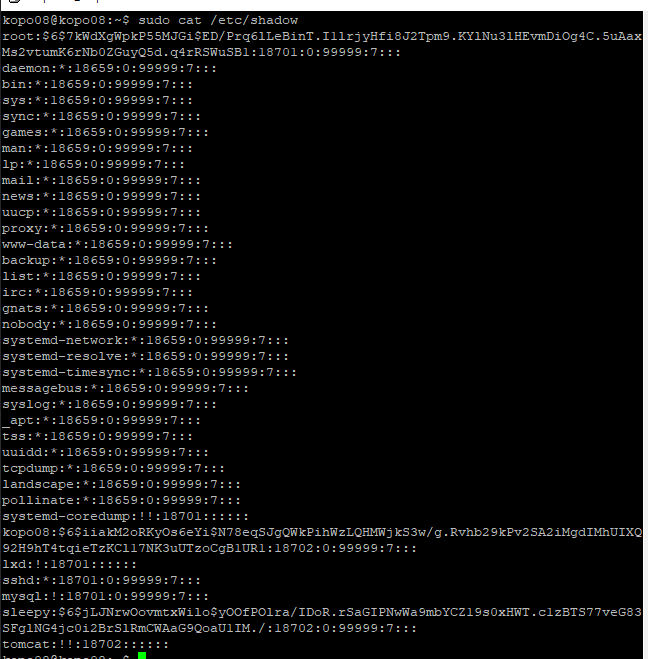 kopo08@kopo08:~$ sudo cat /etc/shadow
root:$6$7kWdXgWpkP55MJGi$ED/Prq6lLeBinT.I1lrjyHfi8J2Tpm9.KYlNu3lHEvmDiOg4C.5uAax
Ms2vtumK6rNb0ZGuyQ5d.q4rRSWuSB1:18701:0:99999:7:::
daemon:*:18659:0:99999:7:::
bin:*:18659:0:99999:7:::
sys:*:18659:0:99999:7:::
sync:*:18659:0:99999:7:::
games:*:18659:0:99999:7:::
man:*:18659:0:99999:7:::
lp:*:18659:0:99999:7:::
mail:*:18659:0:99999:7:::
news:*:18659:0:99999:7:::
uucp:*:18659:0:99999:7:::
proxy:*:18659:0:99999:7:::
www-data:*:18659:0:99999:7:::
backup:*:18659:0:99999:7:::
list:*:18659:0:99999:7:::
irc:*:18659:0:99999:7:::
gnats:*:18659:0:99999:7:::
nobody:*:18659:0:99999:7:::
systemd-network:*:18659:0:99999:7:::
systemd-resolve:*:18659:0:99999:7:::
systemd-timesync:*:18659:0:99999:7:::
messagebus:*:18659:0:99999:7:::
syslog:*:18659:0:99999:7:::
_apt:*:18659:0:99999:7:::
tss:*:18659:0:99999:7:::
uuidd:*:18659:0:99999:7:::
tcpdump:*:18659:0:99999:7:::
landscape:*:18659:0:99999:7:::
pollinate:*:18659:0:99999:7:::
systemd-coredump:!!:18701::::::
kopo08:$6$iiakM2oRKyOs6eYi$N78eqSJgQWkPihWzLQHMWjkS3w/g.Rvhb29kPv2SA2iMgdIMhUIXQ
92H9hT4tqieTzKC1l7NK3uUTzoCgBlUR1:18702:0:99999:7:::
lxd:!:18701::::::
sshd:*:18701:0:99999:7:::
mysql:!:18701:0:99999:7:::
sleepy:$6$jLJNrwOovmtxWilo$yOOfPOlra/IDoR.rSaGIPNwWa9mbYCZ19s0xHWT.c1zBTS77veG83
SFg1NG4jc0i2BrSlRmCWAaG9QoaU1IM./:18702:0:99999:7:::
tomcat:!!:18702::::::
kopo08@kopo08:~$